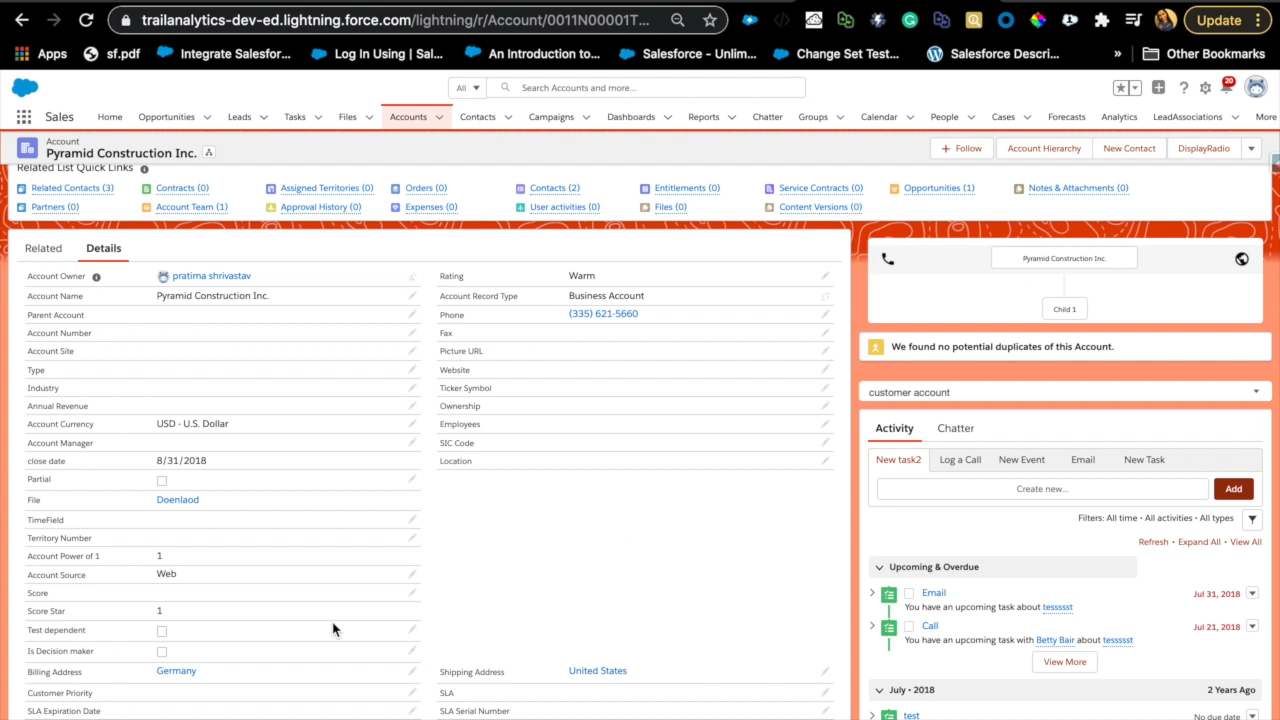 trailanalytics-dev-ed.lightning.force.com/lightning/r/Account/0011N00001T...
Update
Apps
sf.pdf
Integrate Salesfor...
Log In Using | Sal...
An Introduction to...
Salesforce – Unlim...
Change Set Test...
Salesforce Descri...
»
Other Bookmarks
All
Search Accounts and more...
20
Sales
Home
Opportunities
Leads
Tasks
Files
Accounts
Contacts
Campaigns
Dashboards
Reports
Chatter
Groups
Calendar
People
Cases
Forecasts
Analytics
LeadAssociations
More
Account
Pyramid Construction Inc.
+ Follow
Account Hierarchy
New Contact
DisplayRadio
Related List Quick Links
Related Contacts (3)
Contracts (0)
Assigned Territories (0)
Orders (0)
Contacts (2)
Entitlements (0)
Service Contracts (0)
Opportunities (1)
Notes & Attachments (0)
Partners (0)
Account Team (1)
Approval History (0)
Expenses (0)
User activities (0)
Files (0)
Content Versions (0)
Related
Details
Account Owner
pratima shrivastav
Rating
Warm
Account Name
Pyramid Construction Inc.
Account Record Type
Business Account
Parent Account
Phone
(335) 621-5660
Account Number
Fax
Account Site
Picture URL
Type
Website
Industry
Ticker Symbol
Annual Revenue
Ownership
Account Currency
USD - U.S. Dollar
Employees
Account Manager
SIC Code
close date
8/31/2018
Location
Partial
File
Doenlaod
TimeField
Territory Number
Account Power of 1
1
Account Source
Web
Score
Score Star
1
Test dependent
Is Decision maker
Billing Address
Germany
Shipping Address
United States
Customer Priority
SLA
SLA Expiration Date
SLA Serial Number
Pyramid Construction Inc.
Child 1
We found no potential duplicates of this Account.
customer account
Activity
Chatter
New task2
Log a Call
New Event
Email
New Task
Create new...
Add
Filters: All time • All activities • All types
Refresh • Expand All • View All
Upcoming & Overdue
Email
Jul 31, 2018
You have an upcoming task about tessssst
Call
Jul 21, 2018
You have an upcoming task with Betty Bair about tessssst
View More
July • 2018
2 Years Ago
test
No due date